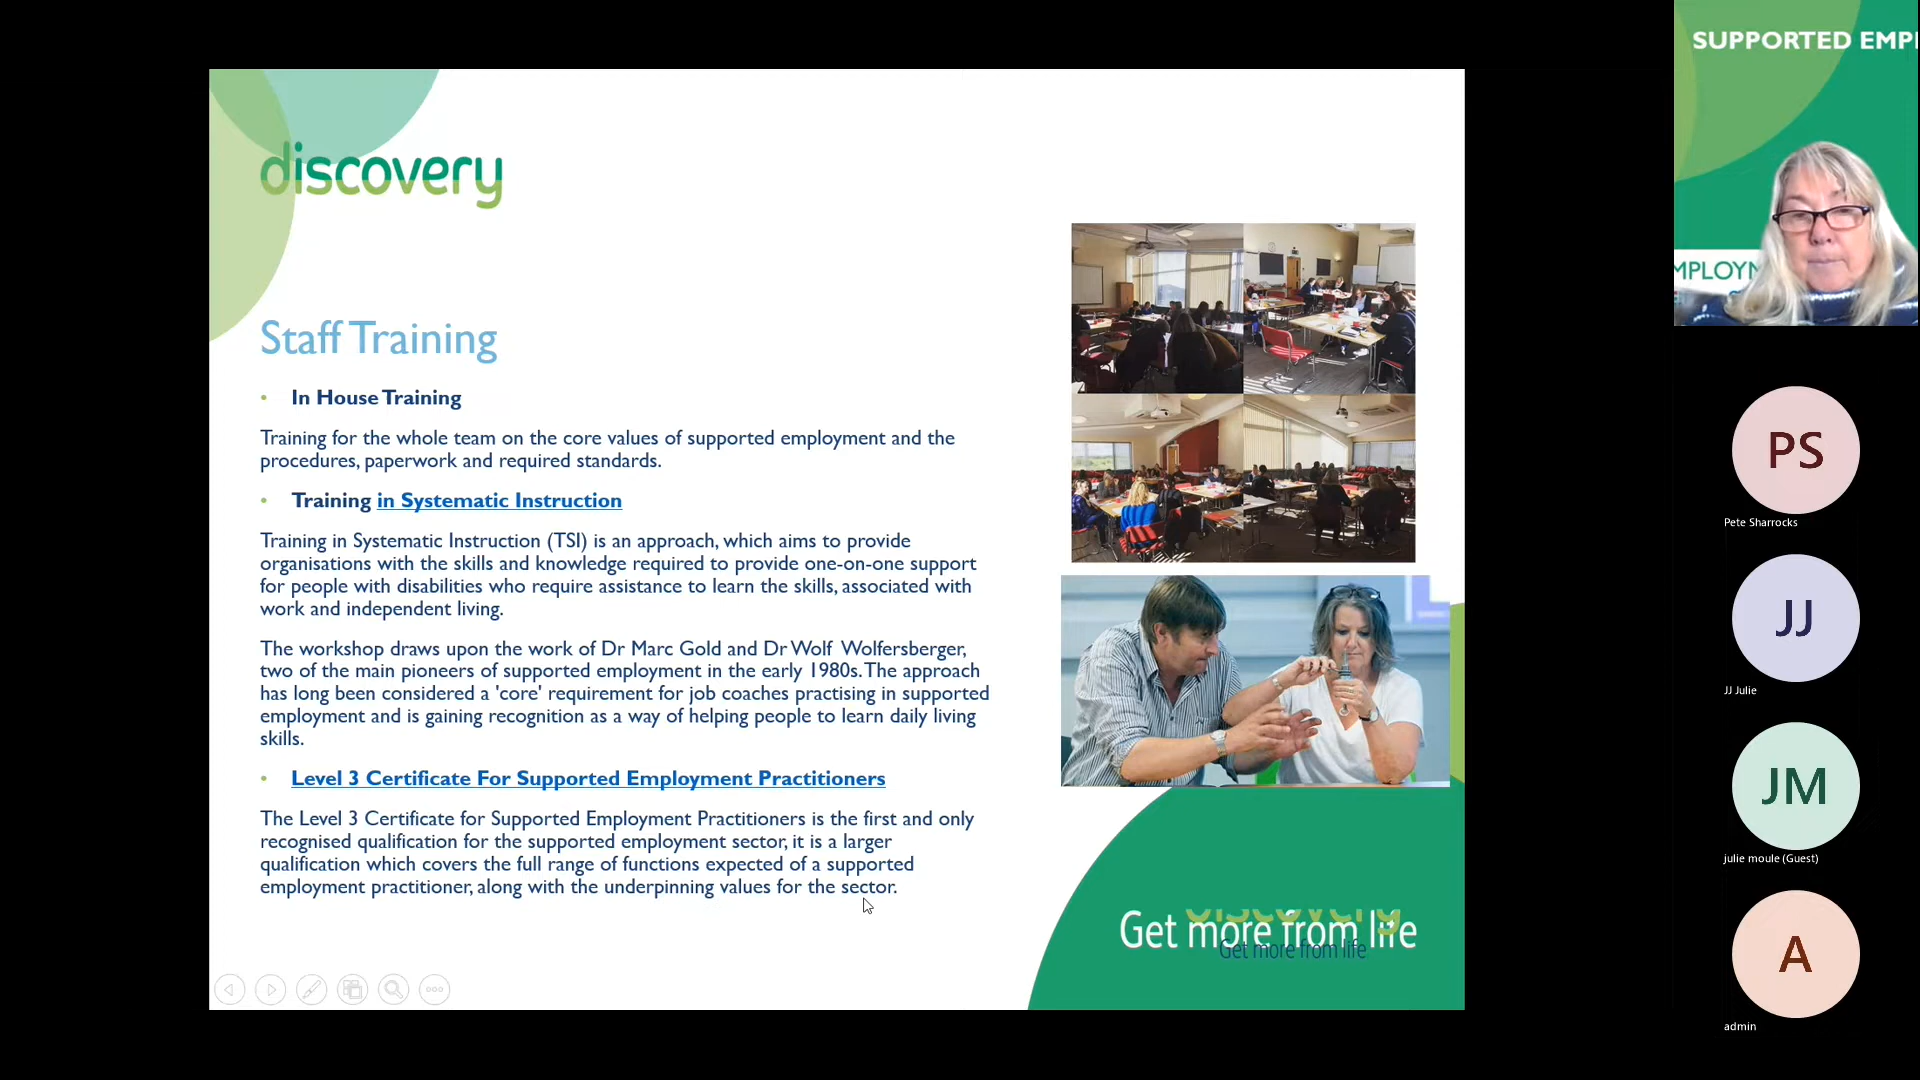 discovery
Staff Training
• In House Training
Training for the whole team on the core values of supported employment and the
procedures, paperwork and required standards.
• Training in Systematic Instruction
Training in Systematic Instruction (TSI) is an approach, which aims to provide
organisations with the skills and knowledge required to provide one-on-one support
for people with disabilities who require assistance to learn the skills, associated with
work and independent living.
The workshop draws upon the work of Dr Marc Gold and Dr Wolf Wolfersberger,
two of the main pioneers of supported employment in the early 1980s. The approach
has long been considered a 'core' requirement for job coaches practising in supported
employment and is gaining recognition as a way of helping people to learn daily living
skills.
• Level 3 Certificate For Supported Employment Practitioners
The Level 3 Certificate for Supported Employment Practitioners is the first and only
recognised qualification for the supported employment sector, it is a larger
qualification which covers the full range of functions expected of a supported
employment practitioner, along with the underpinning values for the sector.
discovery
Get more from life
Get more from life
SUPPORTED EMPL
MPLOYN
PS
Pete Sharrocks
JJ
JJ Julie
JM
julie moule (Guest)
A
admin